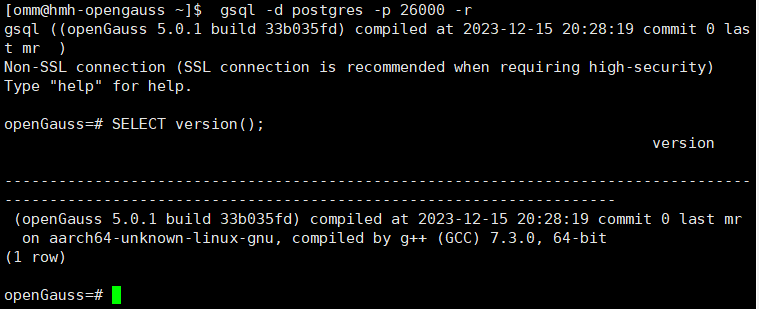 [omm@hmh-opengauss ~]$  gsql -d postgres -p 26000 -r
gsql ((openGauss 5.0.1 build 33b035fd) compiled at 2023-12-15 20:28:19 commit 0 las
t mr  )
Non-SSL connection (SSL connection is recommended when requiring high-security)
Type "help" for help.

openGauss=# SELECT version();
                                                                        version

-----------------------------------------------------------------------------------
--------------------------------------------------------------------
 (openGauss 5.0.1 build 33b035fd) compiled at 2023-12-15 20:28:19 commit 0 last mr
  on aarch64-unknown-linux-gnu, compiled by g++ (GCC) 7.3.0, 64-bit
(1 row)

openGauss=#